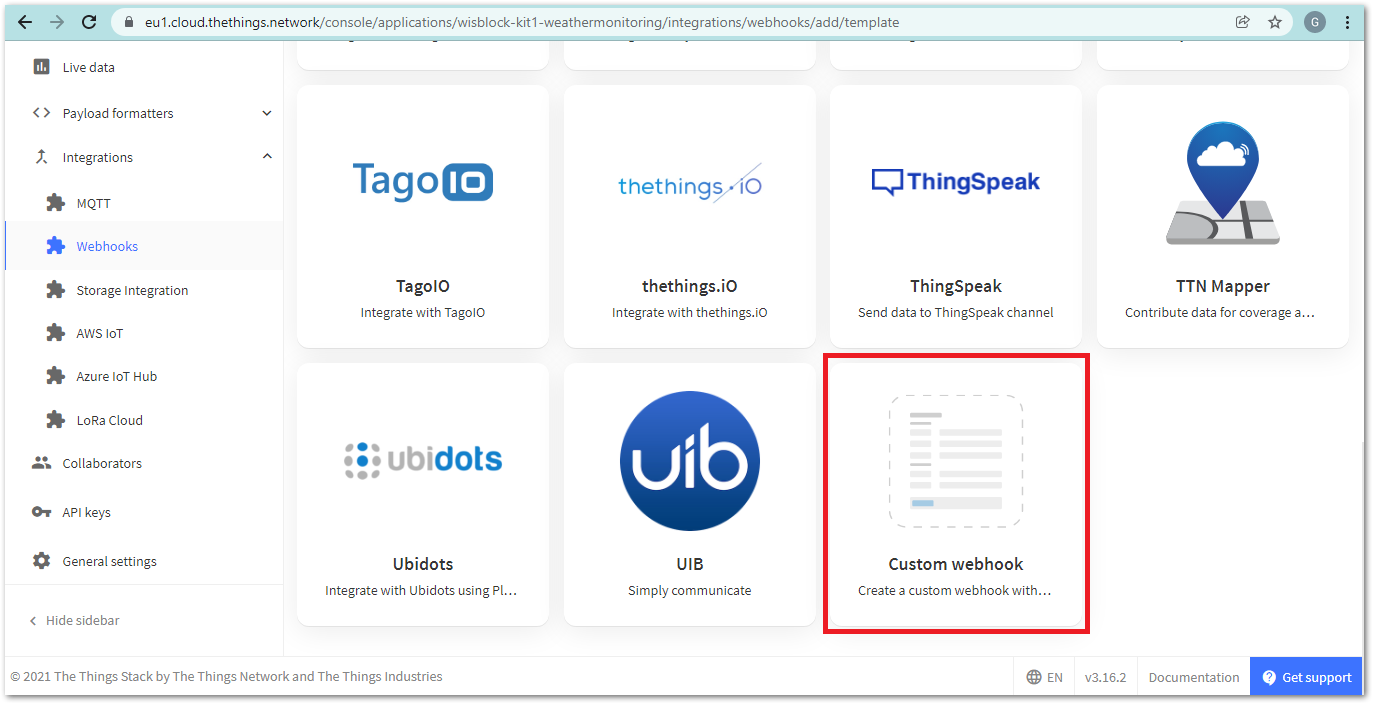 eu1.cloud.thethings.network/console/applications/wisblock-kit1-weathermonitoring/integrations/webhooks/add/template
G
Live data
Payload formatters
Integrations
MQTT
Webhooks
Storage Integration
AWS IoT
Azure IoT Hub
LoRa Cloud
Collaborators
API keys
General settings
Hide sidebar
TagoIO
TagoIO
Integrate with TagoIO
thethings.iO
thethings.iO
Integrate with thethings.iO
ThingSpeak
ThingSpeak
Send data to ThingSpeak channel
TTN Mapper
Contribute data for coverage a...
ubidots
Ubidots
Integrate with Ubidots using Pl...
uib
UIB
Simply communicate
Custom webhook
Create a custom webhook with...
© 2021 The Things Stack by The Things Network and The Things Industries
EN
v3.16.2
Documentation
Get support